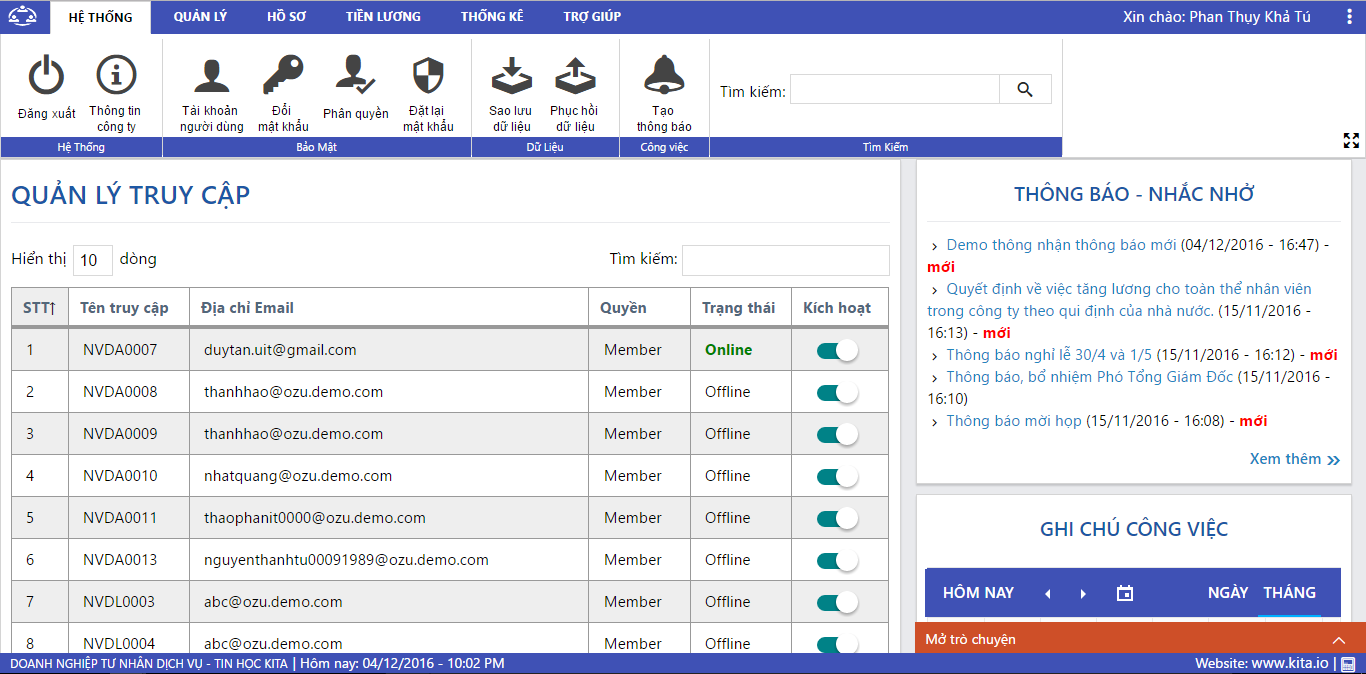 HỆ THỐNG QUẢN LÝ HỒ SƠ TIỀN LƯƠNG THỐNG KÊ TRỢ GIÚP Xin chào: Phan Thụy Khả Tú
Đăng xuất
Thông tin
công ty
Tài khoản
người dùng
Đổi
mật khẩu
Phân quyền
Đặt lại
mật khẩu
Sao lưu
dữ liệu
Phục hồi
dữ liệu
Tạo
thông báo
Tìm kiếm:
Hệ Thống Bảo Mật Dữ Liệu Công việc Tìm Kiếm
QUẢN LÝ TRUY CẬP
Hiển thị 10 dòng Tìm kiếm:
STT Tên truy cập Địa chỉ Email Quyền Trạng thái Kích hoạt
1 NVDA0007 duytan.uit@gmail.com Member Online
2 NVDA0008 thanhhao@ozu.demo.com Member Offline
3 NVDA0009 thanhhao@ozu.demo.com Member Offline
4 NVDA0010 nhatquang@ozu.demo.com Member Offline
5 NVDA0011 thaophanit0000@ozu.demo.com Member Offline
6 NVDA0013 nguyenthanhtu00091989@ozu.demo.com Member Offline
7 NVDL0003 abc@ozu.demo.com Member Offline
8 NVDL0004 abc@ozu.demo.com Member Offline
THÔNG BÁO - NHẮC NHỞ
Demo thông nhận thông báo mới (04/12/2016 - 16:47) -
mới
Quyết định về việc tăng lương cho toàn thể nhân viên
trong công ty theo qui định của nhà nước. (15/11/2016 -
16:13) - mới
Thông báo nghỉ lễ 30/4 và 1/5 (15/11/2016 - 16:12) - mới
Thông báo, bổ nhiệm Phó Tổng Giám Đốc (15/11/2016 -
16:10)
Thông báo mời họp (15/11/2016 - 16:08) - mới
Xem thêm
GHI CHÚ CÔNG VIỆC
HÔM NAY NGÀY THÁNG
Mở trò chuyện
DOANH NGHIỆP TƯ NHÂN DỊCH VỤ - TIN HỌC KITA | Hôm nay: 04/12/2016 - 10:02 PM Website: www.kita.io |